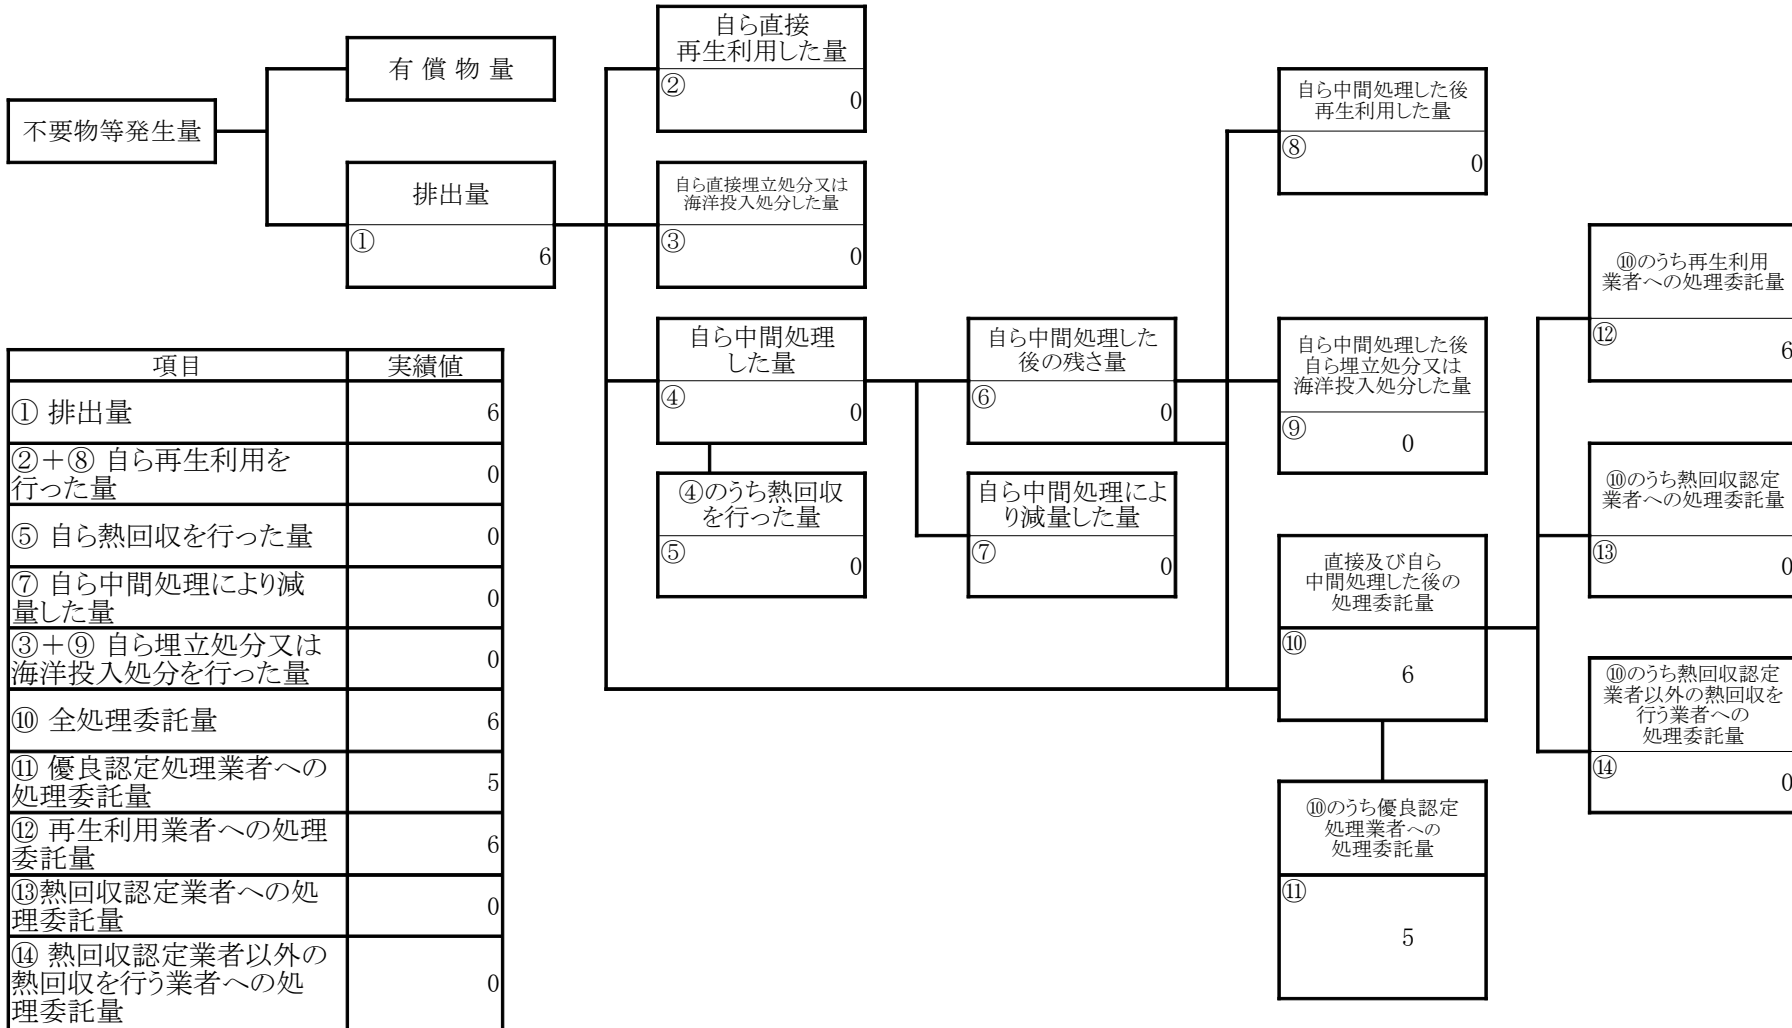 不要物等発生量
有償物量
排出量
①
6
自ら直接
再生利用した量
②
0
自ら直接埋立処分又は
海洋投入処分した量
③
0
自ら中間処理
した量
④
0
④のうち熱回収
を行った量
⑤
0
自ら中間処理した
後の残さ量
⑥
0
自ら中間処理によ
り減量した量
⑦
0
自ら中間処理した後
再生利用した量
⑧
0
自ら中間処理した後
自ら埋立処分又は
海洋投入処分した量
⑨
0
直接及び自ら
中間処理した後の
処理委託量
⑩
6
⑩のうち優良認定
処理業者への
処理委託量
⑪
5
⑩のうち再生利用
業者への処理委託量
⑫
6
⑩のうち熱回収認定
業者への処理委託量
⑬
0
⑩のうち熱回収認定
業者以外の熱回収を
行う業者への
処理委託量
⑭
0
項目 実績値
① 排出量 6
②+⑧ 自ら再生利用を
行った量 0
⑤ 自ら熱回収を行った量 0
⑦ 自ら中間処理により減
量した量 0
③+⑨ 自ら埋立処分又は
海洋投入処分を行った量 0
⑩ 全処理委託量 6
⑪ 優良認定処理業者への
処理委託量 5
⑫ 再生利用業者への処理
委託量 6
⑬熱回収認定業者への処
理委託量 0
⑭ 熱回収認定業者以外の
熱回収を行う業者への処
理委託量 0